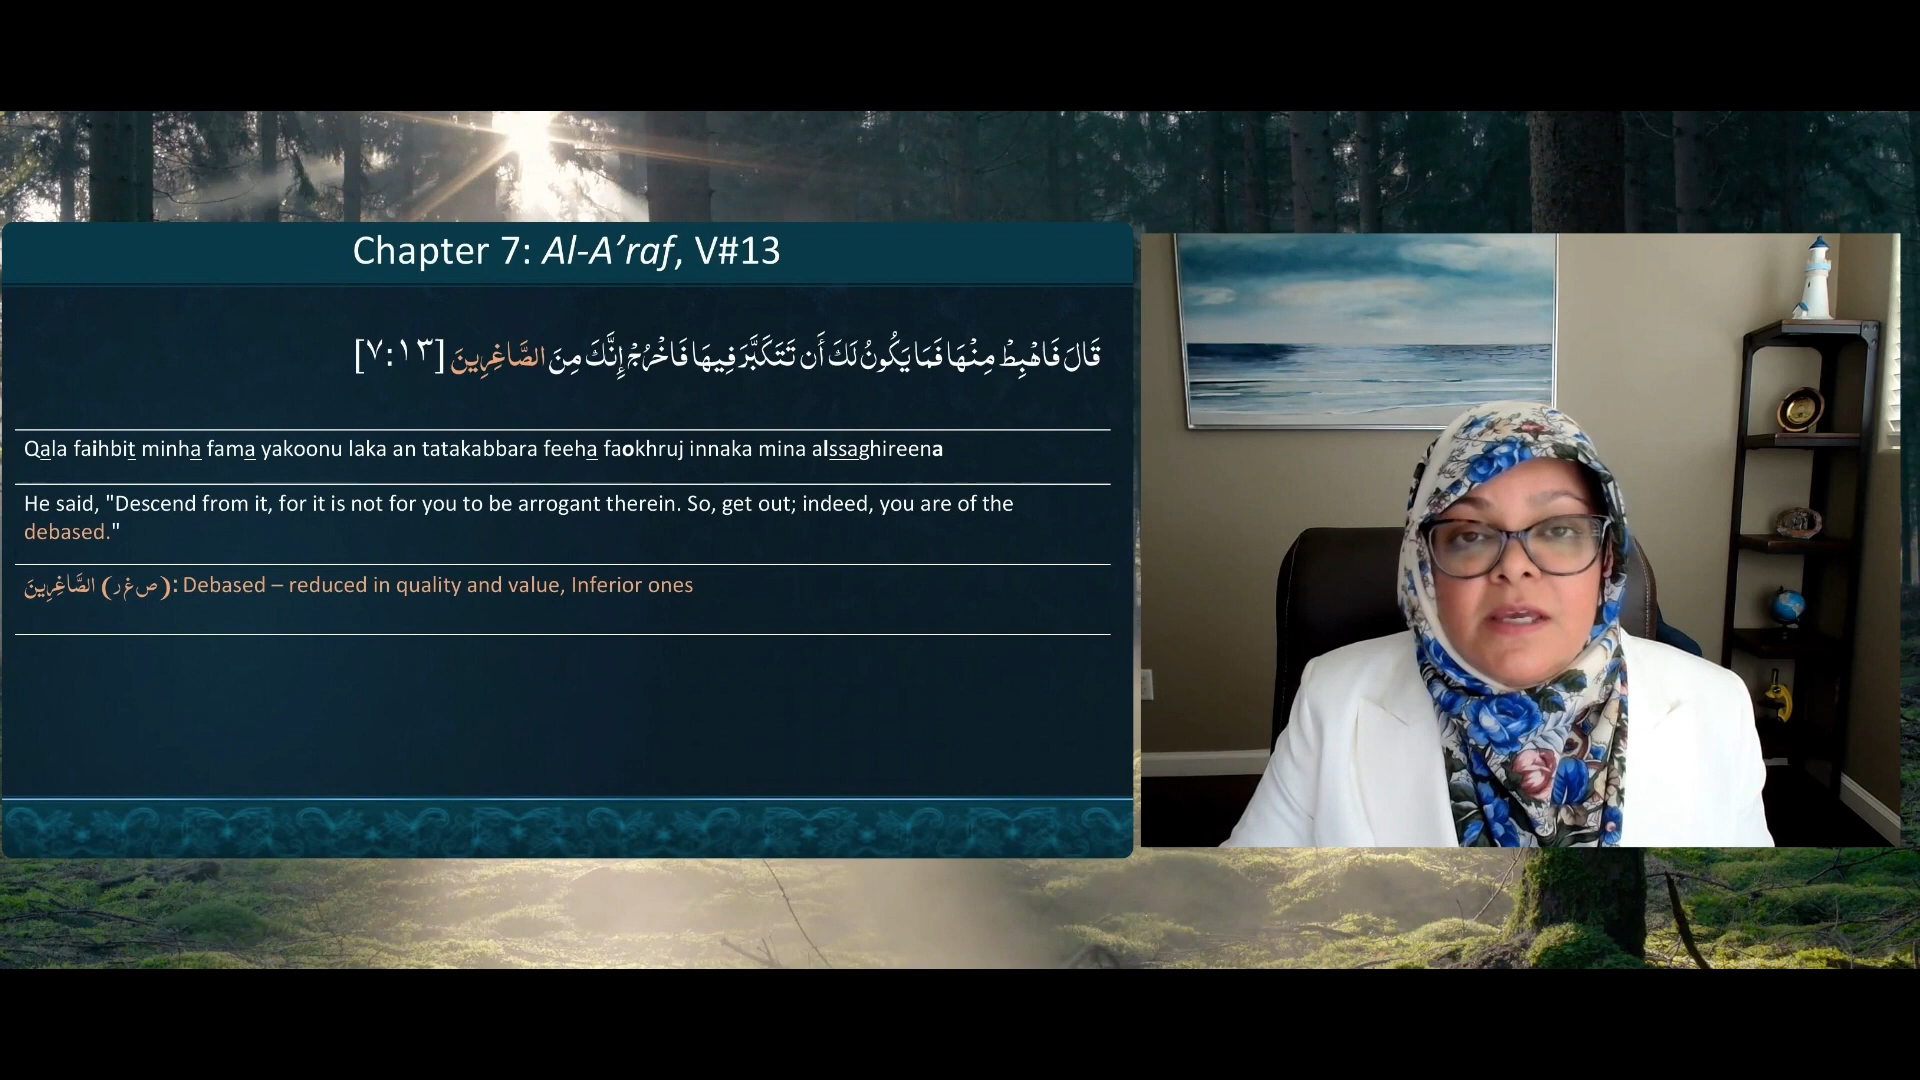 Chapter 7: Al-A’raf, V#13
قَالَ فَاهْبِطْ مِنْهَا فَمَا يَكُونُ لَكَ أَن تَتَكَبَّرَ فِيهَا فَاخْرُجْ إِنَّكَ مِنَ الصَّاغِرِينَ [٧:١٣]
Qala faihbit minha fama yakoonu laka an tatakabbara feeha faokhruj innaka mina alssaghireena
He said, "Descend from it, for it is not for you to be arrogant therein. So, get out; indeed, you are of the
debased."
الصَّاغِرِينَ (ص غ ر): Debased – reduced in quality and value, Inferior ones